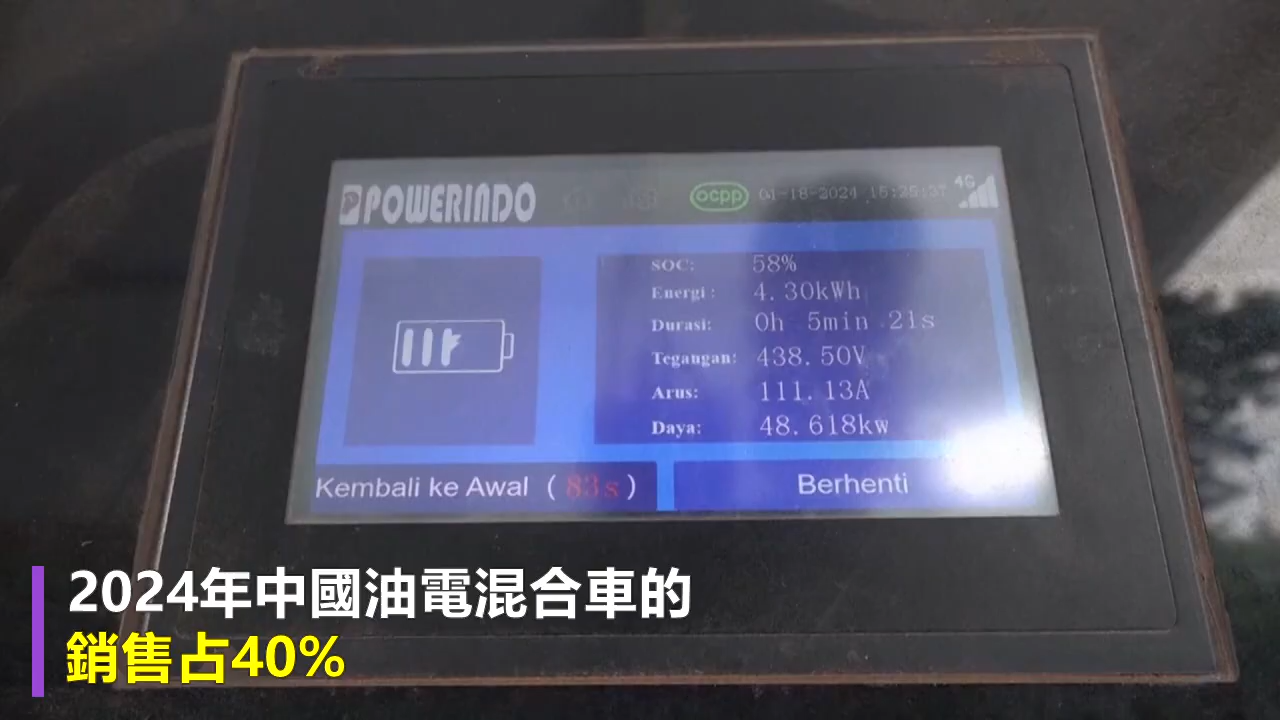 POWERINDO ocpp 01-18-2024 15:25:37 4G
SOC: 58%
Energi : 4.30kWh
Durasi: 0h 5min 21s
Tegangan: 438.50V
Arus: 111.13A
Daya: 48.618kw
Kembali ke Awal ( 83s ) Berhenti
2024年中國油電混合車的
銷售占40%